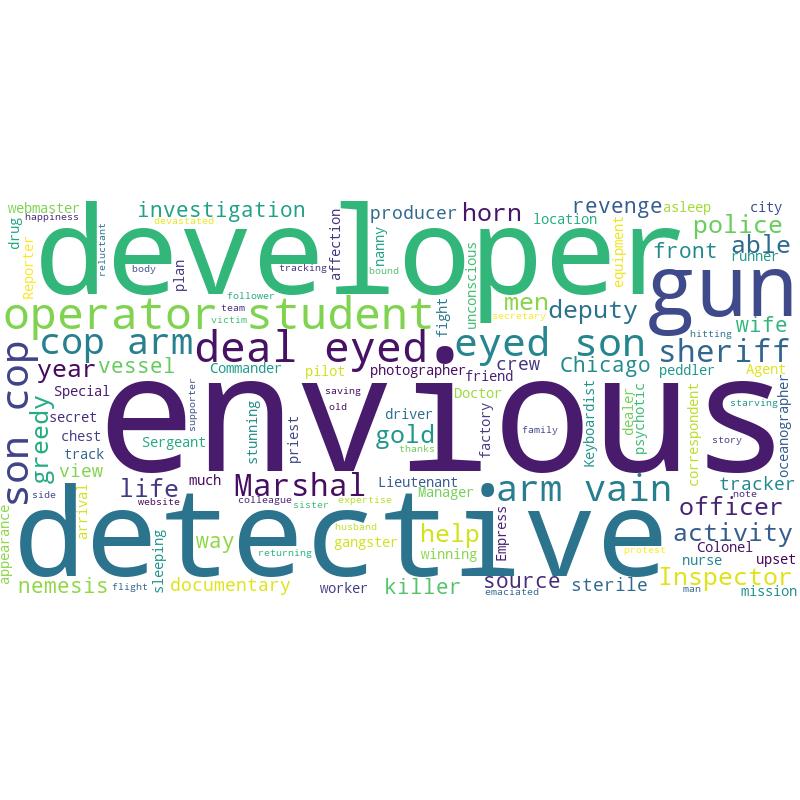 webmaster
happiness
drug
Reporter
reluctant
developer
investigation
devastated
body
plan
tracking
affection
producer
nanny
bound
horn
location
revenge
asleep
city
equipment
police
front
able
runner
gun
operator
student
follower
team
victim
fight
unconscious
men
secretary
deputy
hitting
wife
cop arm
deal eyed
eyed son
sheriff
son cop
year
vessel
Commander
pilot
photographer
crew
friend
Chicago
peddler
Agent
Special
supporter
saving
old
Doctor
envious
greedy
secret
chest
track
view
Sergeant
stunning
priest
driver
gold
thanks
factory
family
Keyboardist
dealer
psychotic
correspondent
starving
story
oceanographer
tracker
life
website
much
colleague
Marshal
sister
expertise
Lieutenant
Manager
arm vain
note
officer
side
appearance
arrival
detective
sleeping
way
returning
husband
gangster
help
winning
Empress
protest
activity
Colonel
nurse
upset
nemesis
flight
documentary
worker
killer
source
emaciated
sterile
Inspector
man
mission